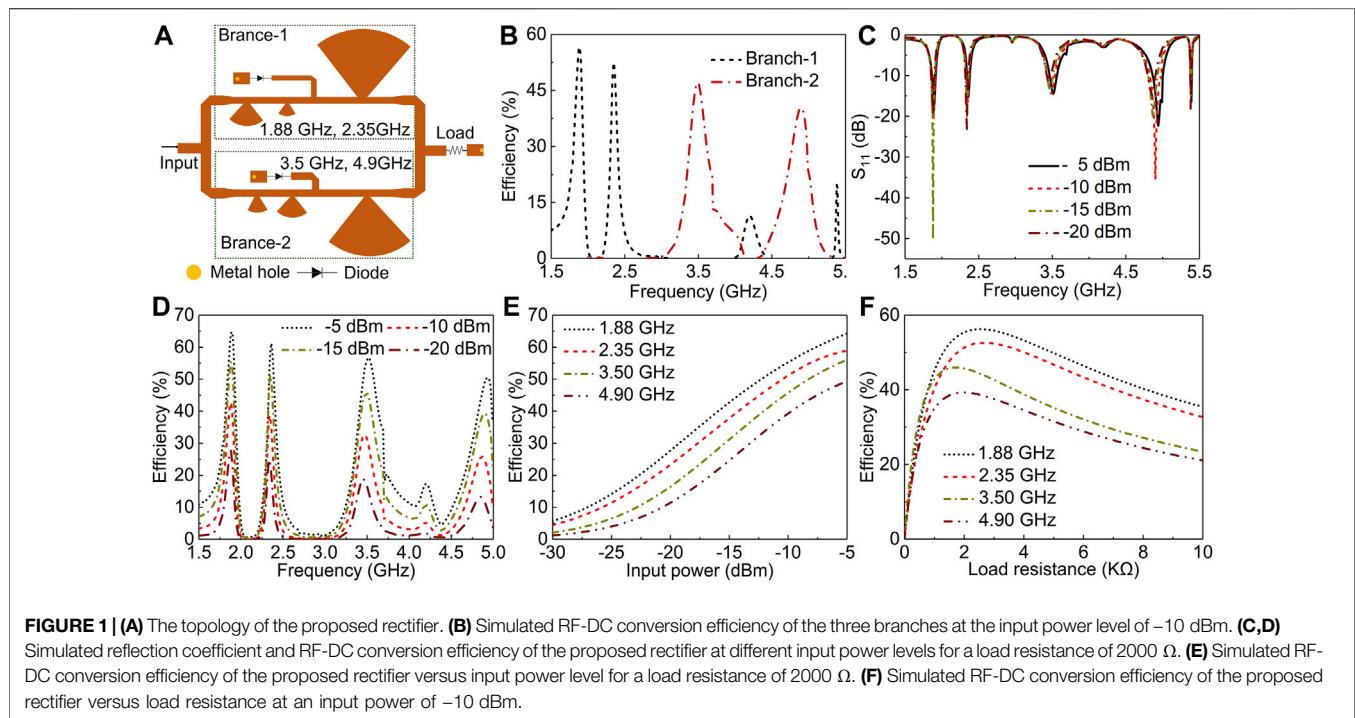 A
Brance-1
1.88 GHz, 2.35GHz
Load
Input
3.5 GHz, 4.9GHz
Brance-2
Metal hole
Diode
B
60
45
30
15
0
Efficiency (%)
Branch-1
Branch-2
1.5 2.5 3.5 4.5 5.
Frequency (GHz)
C
0
-10
-20
-30
-40
-50
S11 (dB)
- 5 dBm
-10 dBm
-15 dBm
-20 dBm
1.5 2.5 3.5 4.5 5.5
Frequency (GHz)
D
70
60
50
40
30
20
10
0
Efficiency (%)
-5 dBm
-10 dBm
-15 dBm
-20 dBm
1.5 2.0 2.5 3.0 3.5 4.0 4.5 5.0
Frequency (GHz)
E
70
60
50
40
30
20
10
0
Efficiency (%)
1.88 GHz
2.35 GHz
3.50 GHz
4.90 GHz
-30 -25 -20 -15 -10 -5
Input power (dBm)
F
80
60
40
20
0
Efficiency (%)
1.88 GHz
2.35 GHz
3.50 GHz
4.90 GHz
0 2 4 6 8 10
Load resistance (KΩ)
FIGURE 1 | (A) The topology of the proposed rectifier. (B) Simulated RF-DC conversion efficiency of the three branches at the input power level of −10 dBm. (C,D)
Simulated reflection coefficient and RF-DC conversion efficiency of the proposed rectifier at different input power levels for a load resistance of 2000 Ω. (E) Simulated RF-
DC conversion efficiency of the proposed rectifier versus input power level for a load resistance of 2000 Ω. (F) Simulated RF-DC conversion efficiency of the proposed
rectifier versus load resistance at an input power of −10 dBm.